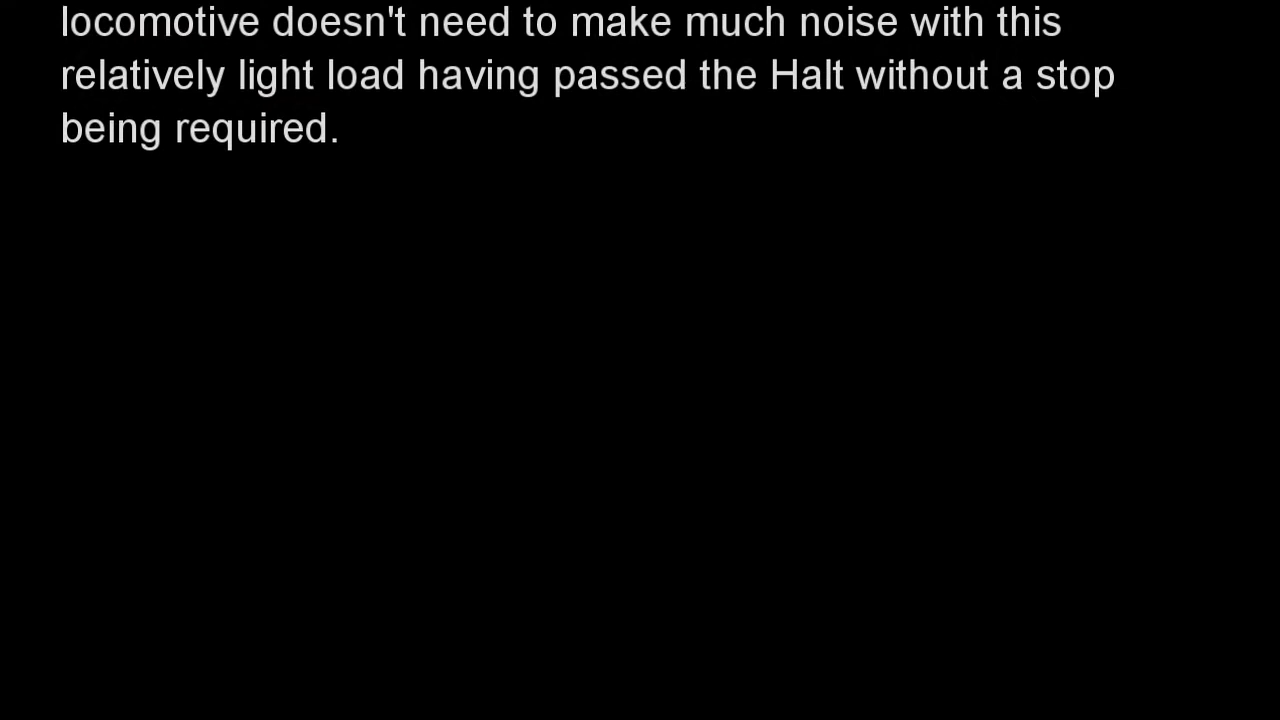 locomotive doesn't need to make much noise with this
relatively light load having passed the Halt without a stop
being required.